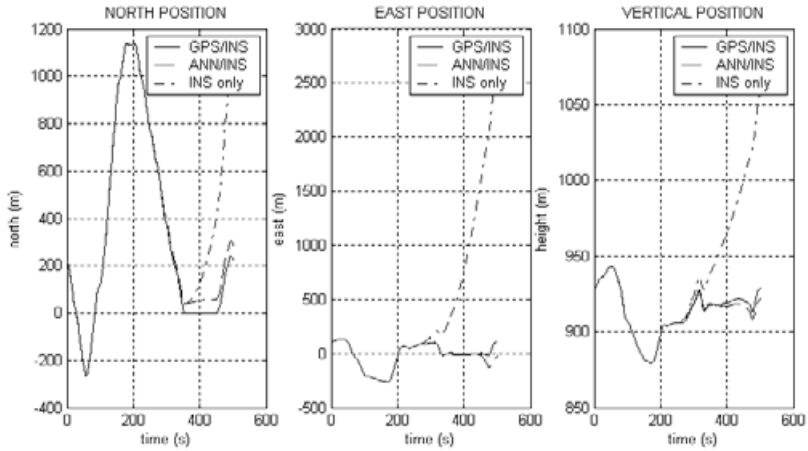 NORTH POSITION
1200
1000
800
600
400
200
0
-200
-400
0
200
400
600
north (m)
time (s)
GPS/INS
ANN/INS
INS only
EAST POSITION
3000
2500
2000
1500
1000
500
0
-500
0
200
400
600
east (m)
time (s)
GPS/INS
ANN/INS
INS only
VERTICAL POSITION
1100
1050
1000
950
900
850
0
200
400
600
height (m)
time (s)
GPS/INS
ANN/INS
INS only